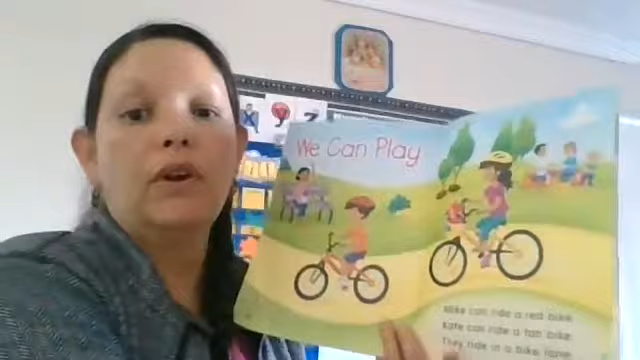 X Z
We Can Play
Mike can ride a red bike.
Kate can ride a tan bike.
They ride in a bike lane.